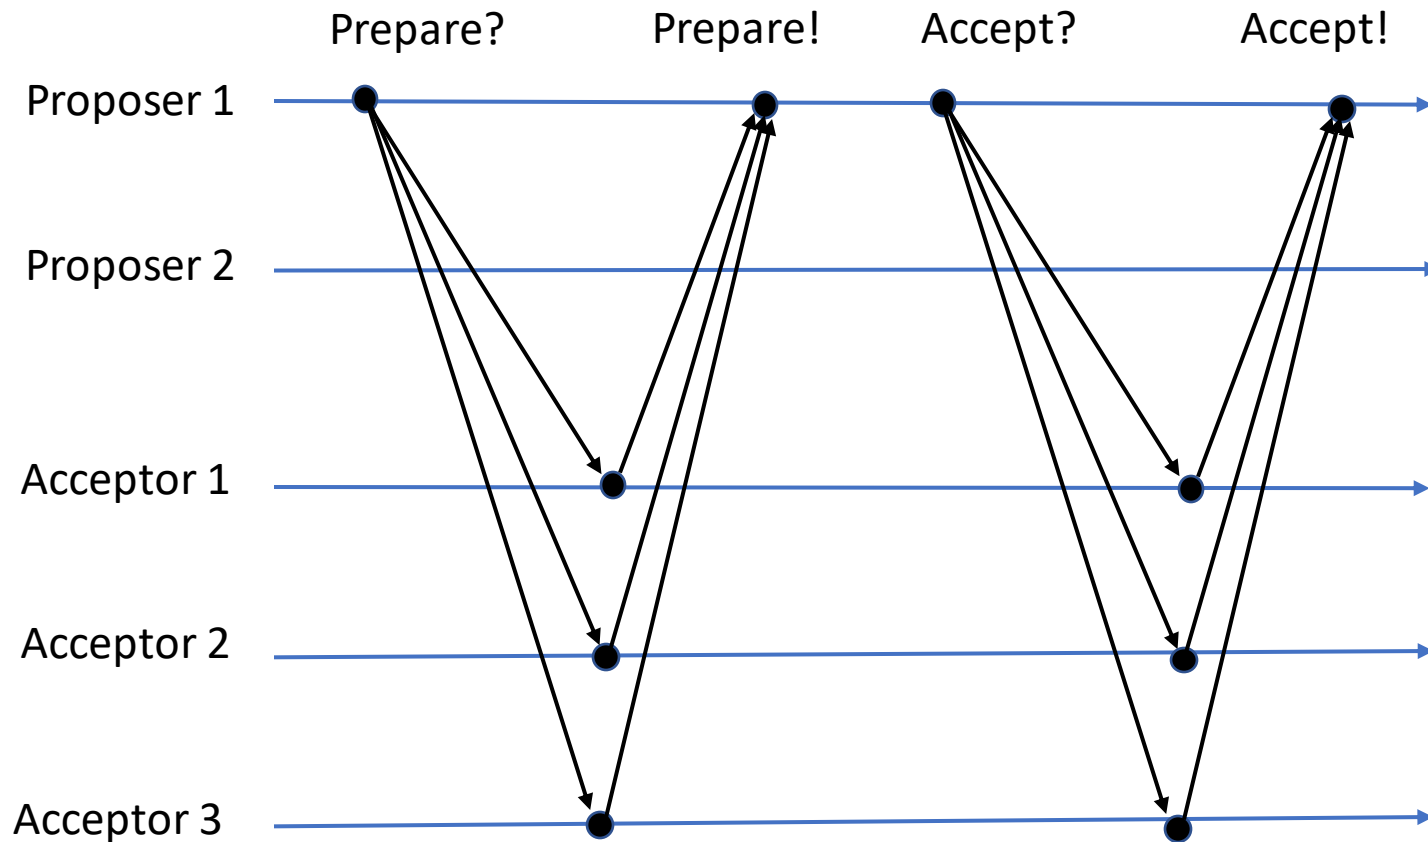 Prepare? Prepare! Accept? Accept!
Proposer 1
Proposer 2
Acceptor 1
Acceptor 2
Acceptor 3